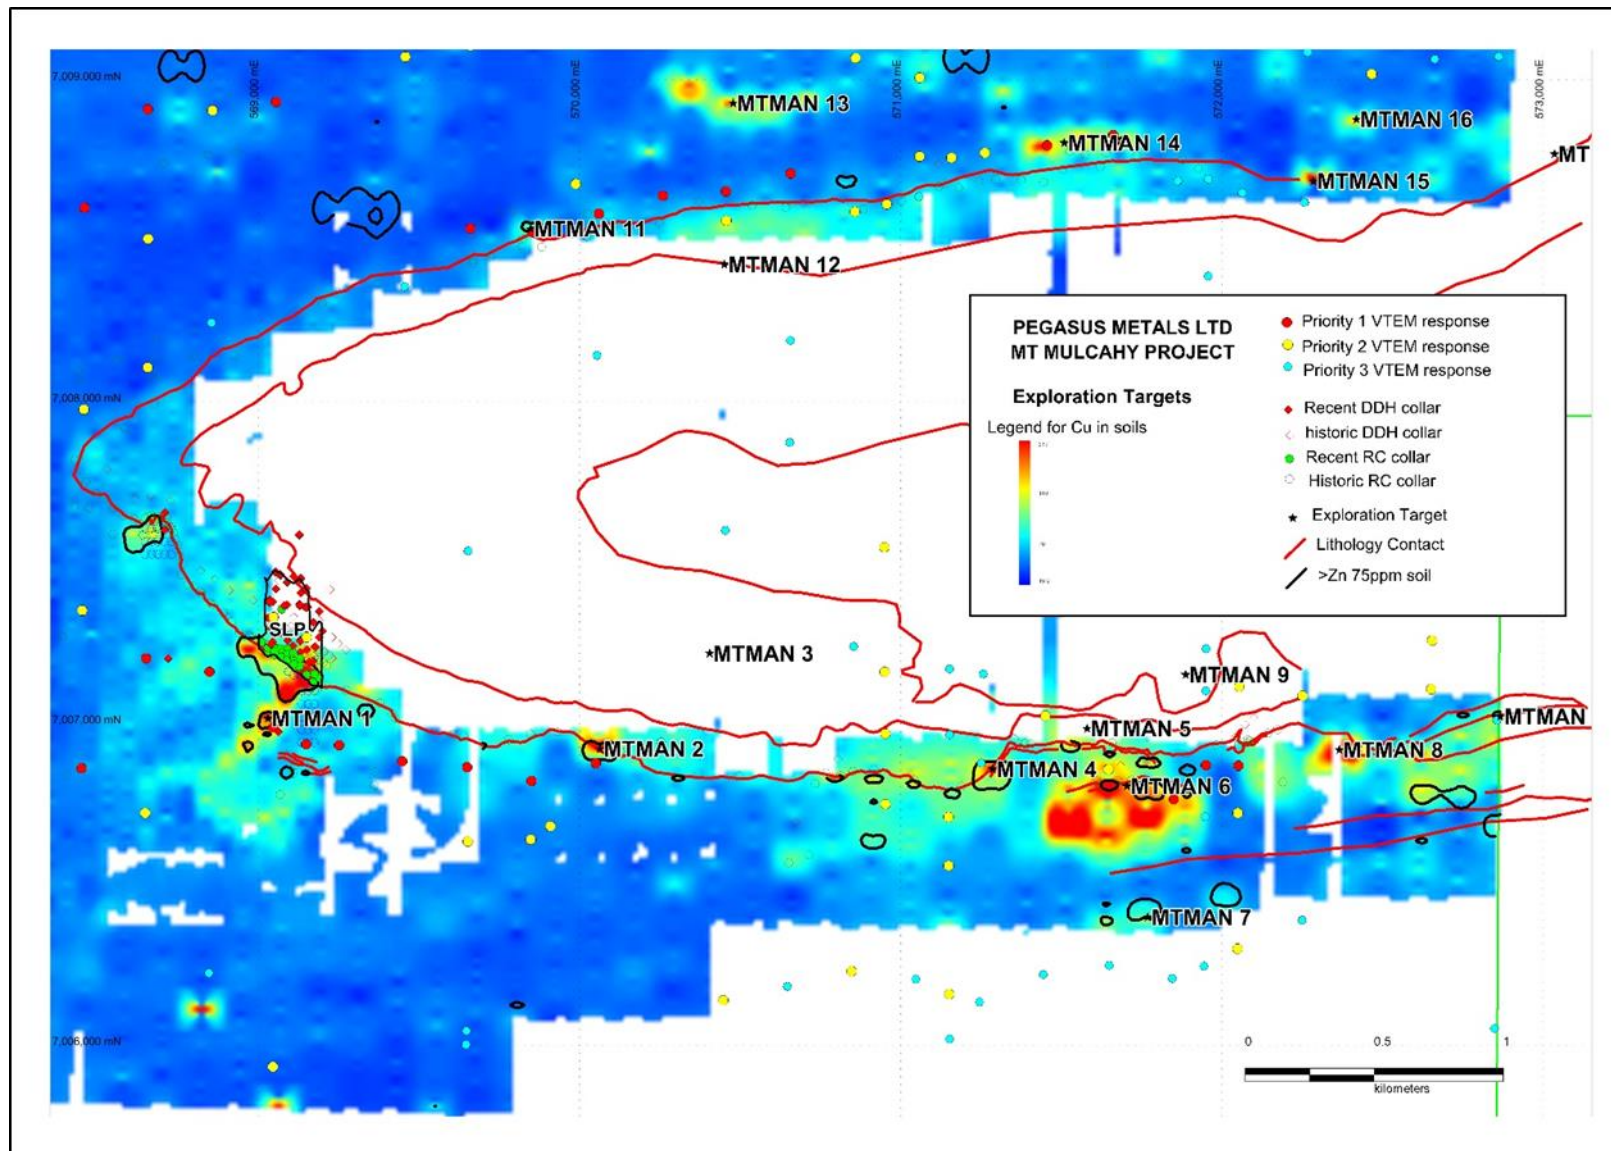 7,009,000 mN
569,000 mE
570,000 mE
571,000 mE
572,000 mE
573,000 mE
MTMAN 13
MTMAN 16
MTMAN 14
MT
MTMAN 15
MTMAN 11
MTMAN 12
PEGASUS METALS LTD
MT MULCAHY PROJECT
Exploration Targets
Legend for Cu in soils
Priority 1 VTEM response
Priority 2 VTEM response
Priority 3 VTEM response
Recent DDH collar
historic DDH collar
Recent RC collar
Historic RC collar
Exploration Target
Lithology Contact
>Zn 75ppm soil
7,008,000 mN
SLP
MTMAN 3
MTMAN 9
7,007,000 mN
MTMAN 1
MTMAN 2
MTMAN 5
MTMAN
MTMAN 8
MTMAN 4
MTMAN 6
MTMAN 7
7,006,000 mN
0 0.5 1
kilometers